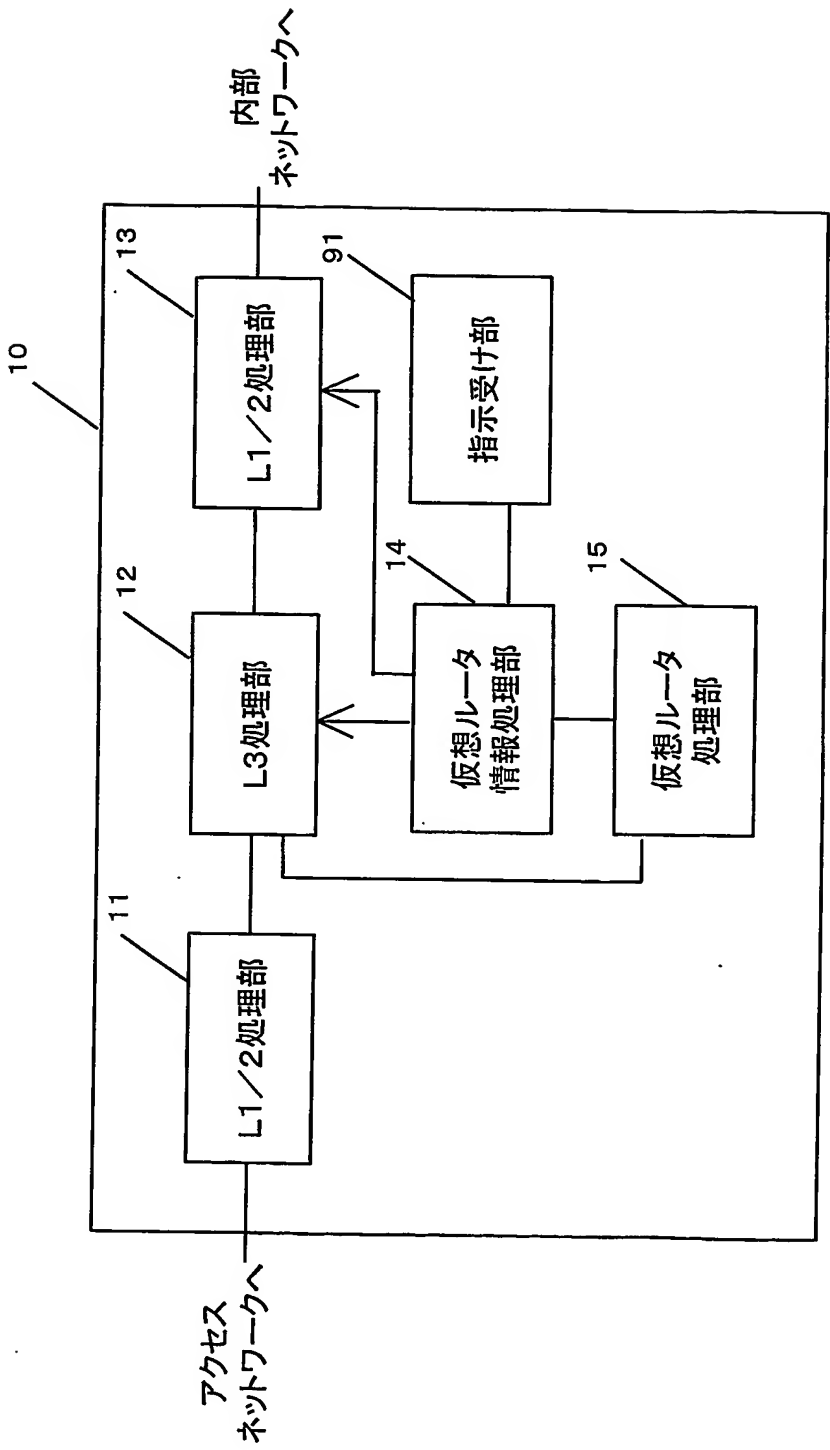 10
アクセス
ネットワークへ
11
L1／2処理部
12
L3処理部
13
L1／2処理部
内部
ネットワークへ
14
仮想ルータ
情報処理部
91
指示受け部
15
仮想ルータ
処理部